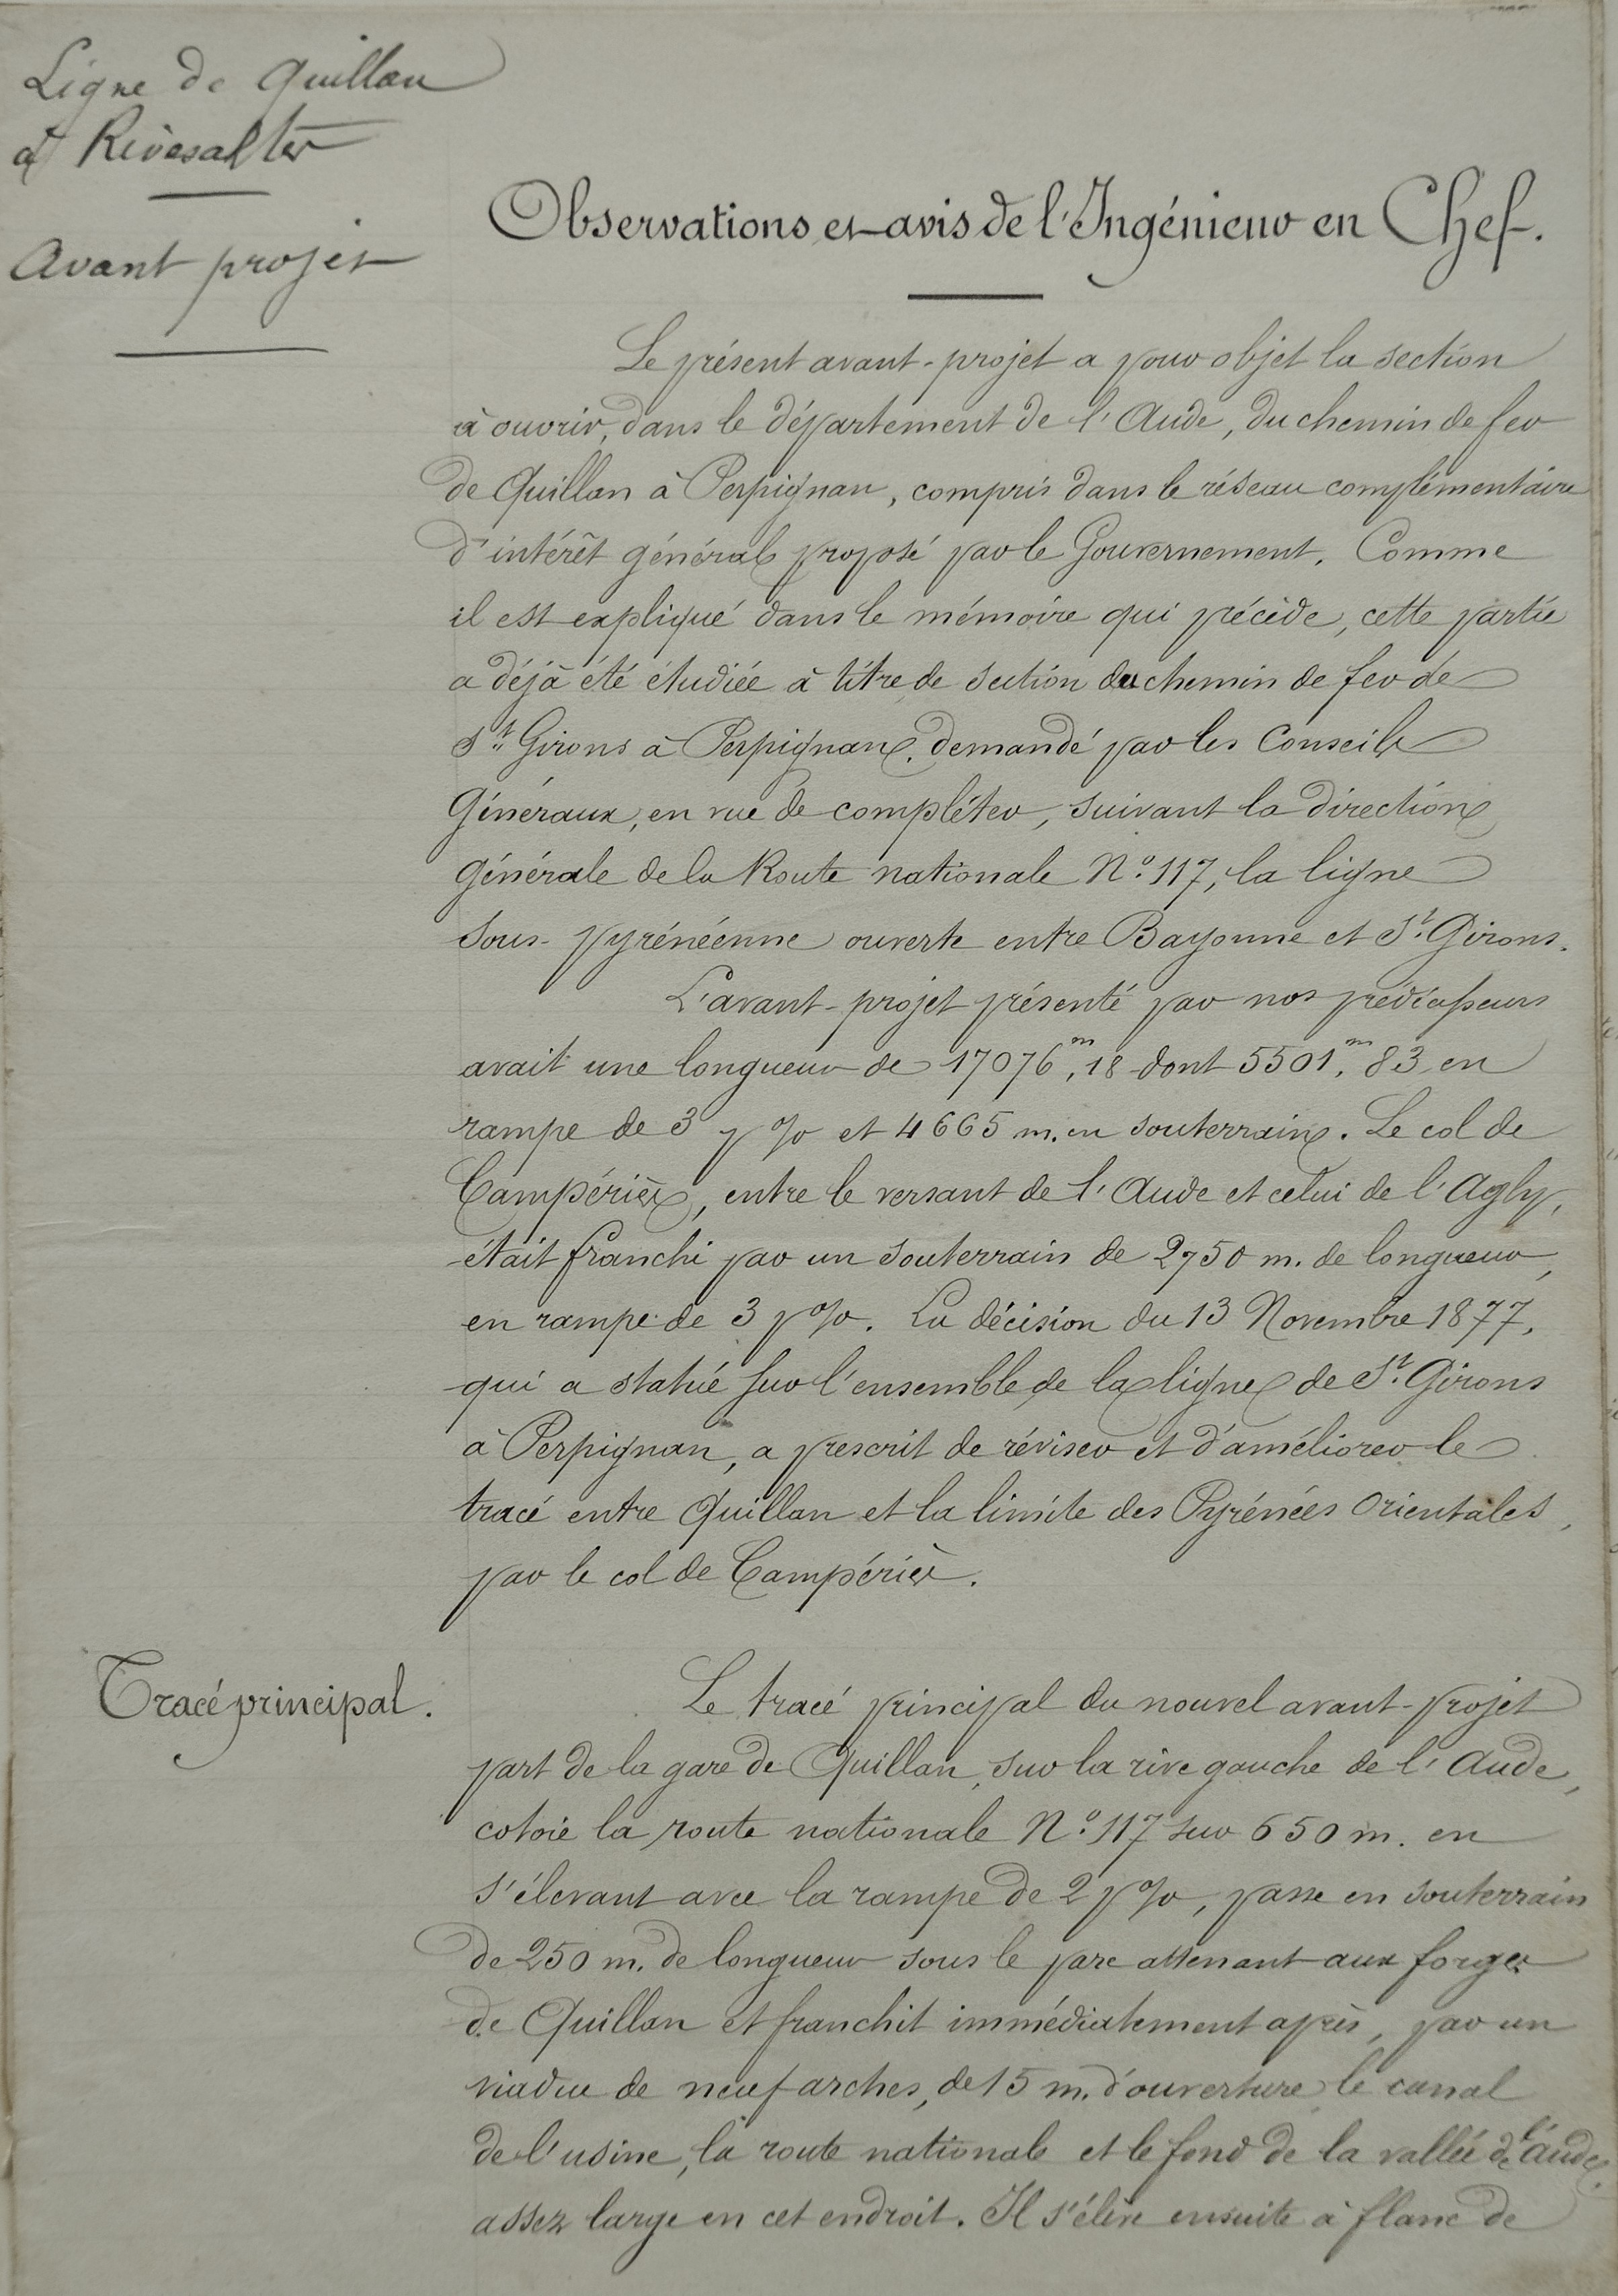 Ligne de Quillan
à Rivesaltes
Avant projet
Observations et avis de l'Ingénieur en Chef.
Le présent avant-projet a pour objet la section
à ouvrir, dans le département de l'Aude, du chemin de fer
de Quillan à Perpignan, compris dans le réseau complémentaire
d'intérêt général proposé par le Gouvernement. Comme
il est expliqué dans le mémoire qui précède, cette partie
a déjà été étudiée à titre de section du chemin de fer de
St Girons à Perpignan, demandé par les Conseils
Généraux, en vue de compléter, suivant la direction
générale de la Route nationale N° 117, la ligne
sous-pyrénéenne ouverte entre Bayonne et St Girons.
L'avant-projet présenté par nos prédécesseurs
avait une longueur de 17076m,18 dont 5501m,83 en
rampe de 3 p % et 4665 m. en souterrain. Le col de
Campériès, entre le versant de l'Aude et celui de l'Agly,
était franchi par un souterrain de 2750 m. de longueur,
en rampe de 3 p %. La décision du 13 Novembre 1877,
qui a statué sur l'ensemble de la ligne de St Girons
à Perpignan, a prescrit de réviser et d'améliorer le
tracé entre Quillan et la limite des Pyrénées Orientales,
par le col de Campériès.
Tracé principal.
Le tracé principal du nouvel avant-projet
part de la gare de Quillan, sur la rive gauche de l'Aude,
cotoie la route nationale N° 117 sur 650 m. en
s'élevant avec la rampe de 2 p %, passe en souterrain
de 250 m. de longueur sous le parc attenant aux forges
de Quillan et franchit immédiatement après, par un
viaduc de neuf arches, de 15 m. d'ouverture le canal
de l'usine, la route nationale et le fond de la vallée de l'Aude,
assez large en cet endroit. Il s'élève ensuite à flanc de